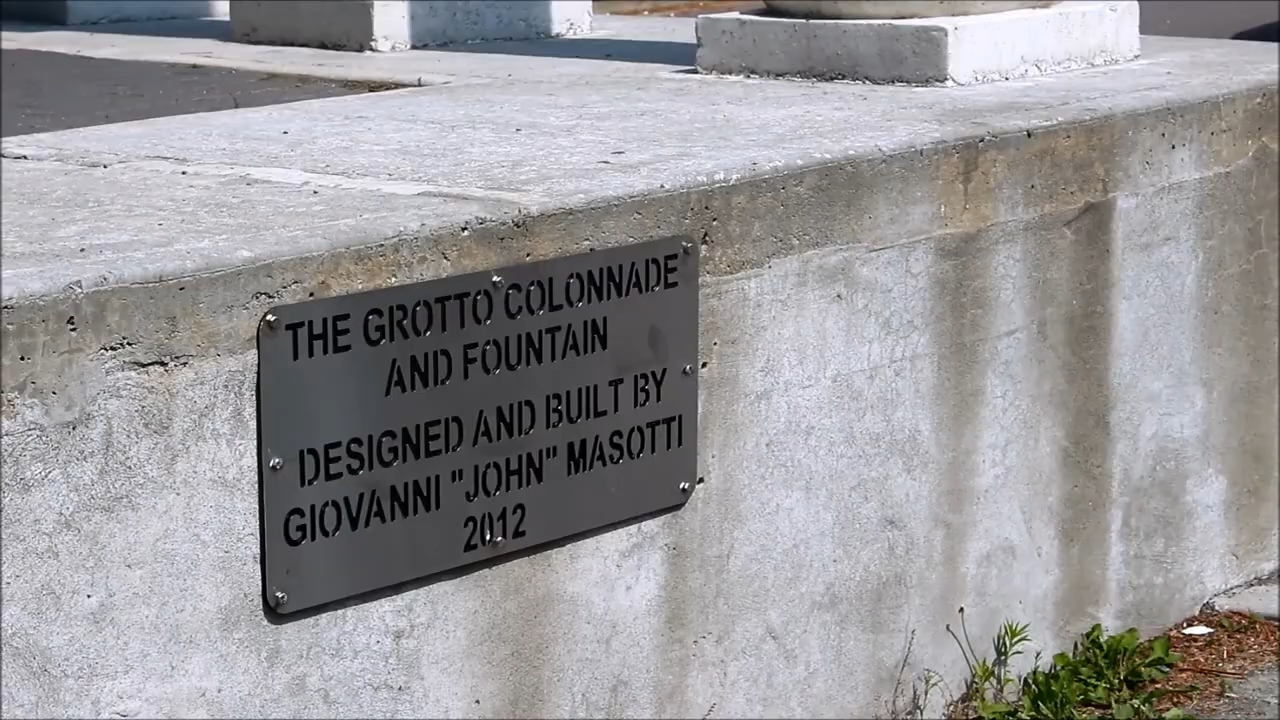 THE GROTTO COLONNADE
AND FOUNTAIN
DESIGNED AND BUILT BY
GIOVANNI "JOHN" MASOTTI
2012